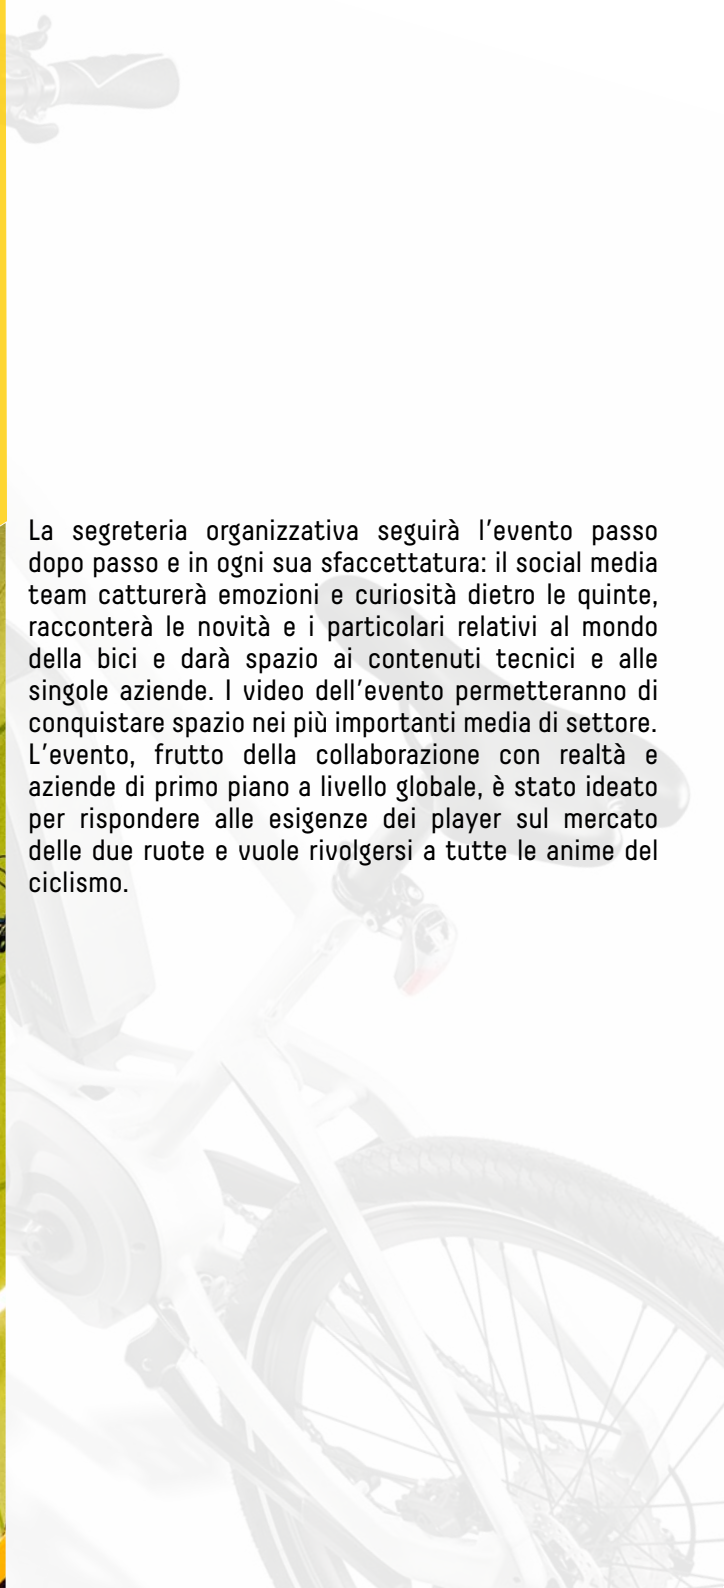 La segreteria organizzativa seguirà l'evento passo
dopo passo e in ogni sua sfaccettatura: il social media
team catturerà emozioni e curiosità dietro le quinte,
racconterà le novità e i particolari relativi al mondo
della bici e darà spazio ai contenuti tecnici e alle
singole aziende. I video dell'evento permetteranno di
conquistare spazio nei più importanti media di settore.
L'evento, frutto della collaborazione con realtà e
aziende di primo piano a livello globale, è stato ideato
per rispondere alle esigenze dei player sul mercato
delle due ruote e vuole rivolgersi a tutte le anime del
ciclismo.